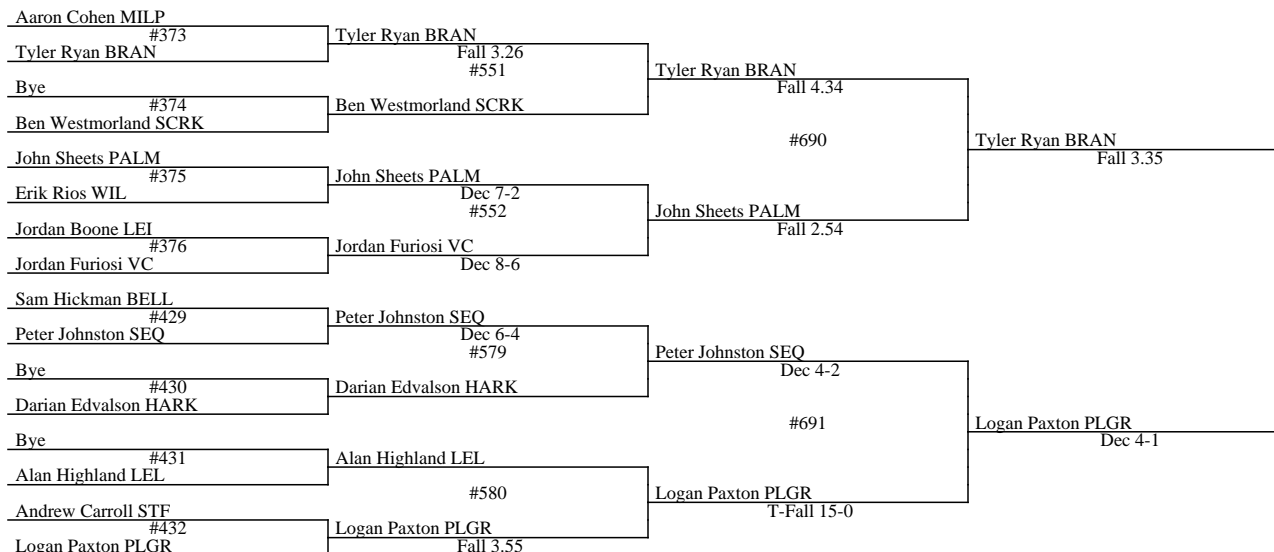 Aaron Cohen MILP
#373
Tyler Ryan BRAN
Bye
#374
Ben Westmorland SCRK
John Sheets PALM
#375
Erik Rios WIL
Jordan Boone LEI
#376
Jordan Furiosi VC
Sam Hickman BELL
#429
Peter Johnston SEQ
Bye
#430
Darian Edvalson HARK
Bye
#431
Alan Highland LEL
Andrew Carroll STF
#432
Logan Paxton PLGR
Tyler Ryan BRAN
Fall 3.26
#551
Ben Westmorland SCRK
John Sheets PALM
Dec 7-2
#552
Jordan Furiosi VC
Dec 8-6
Peter Johnston SEQ
Dec 6-4
#579
Darian Edvalson HARK
Alan Highland LEL
#580
Logan Paxton PLGR
Fall 3.55
Tyler Ryan BRAN
Fall 4.34
#690
John Sheets PALM
Fall 2.54
Peter Johnston SEQ
Dec 4-2
#691
Logan Paxton PLGR
T-Fall 15-0
Tyler Ryan BRAN
Fall 3.35
Logan Paxton PLGR
Dec 4-1